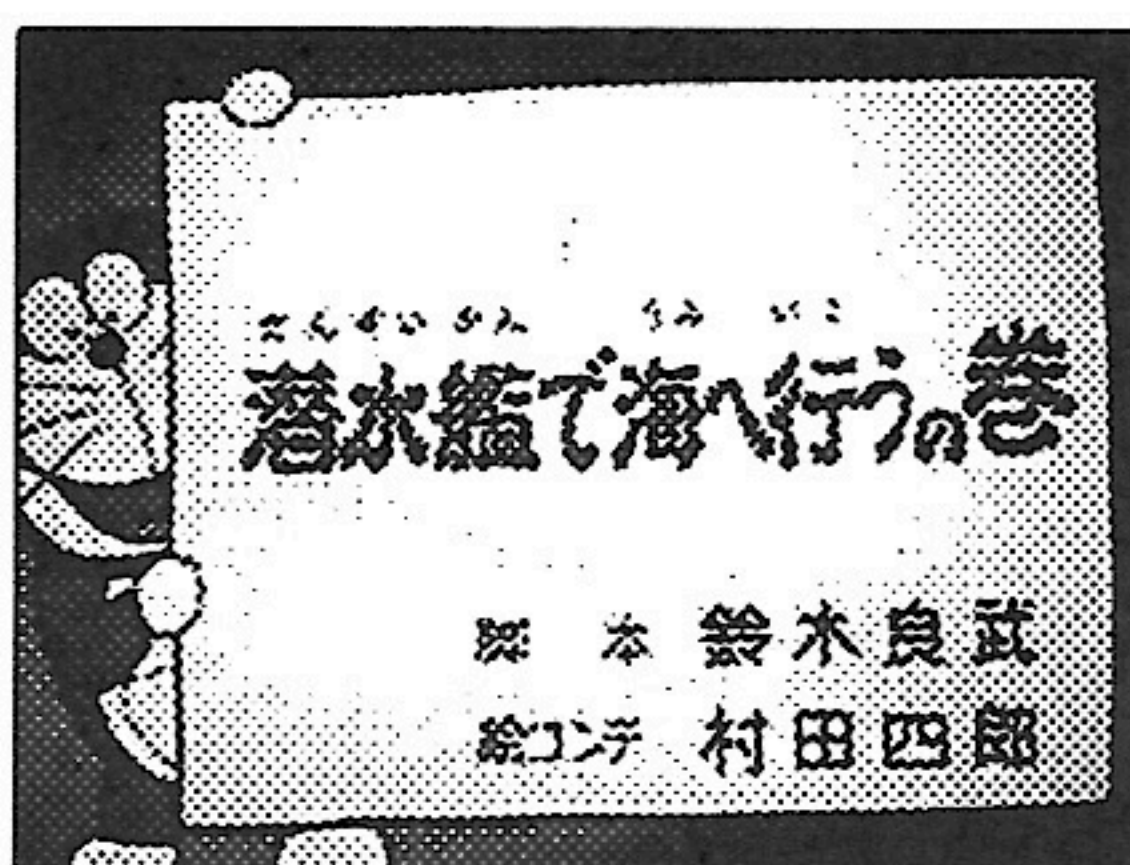 せんすいかん うみ いこ
潜水艦で海へ行うの巻
脚本 鈴木良武
絵コンテ 村田四郎